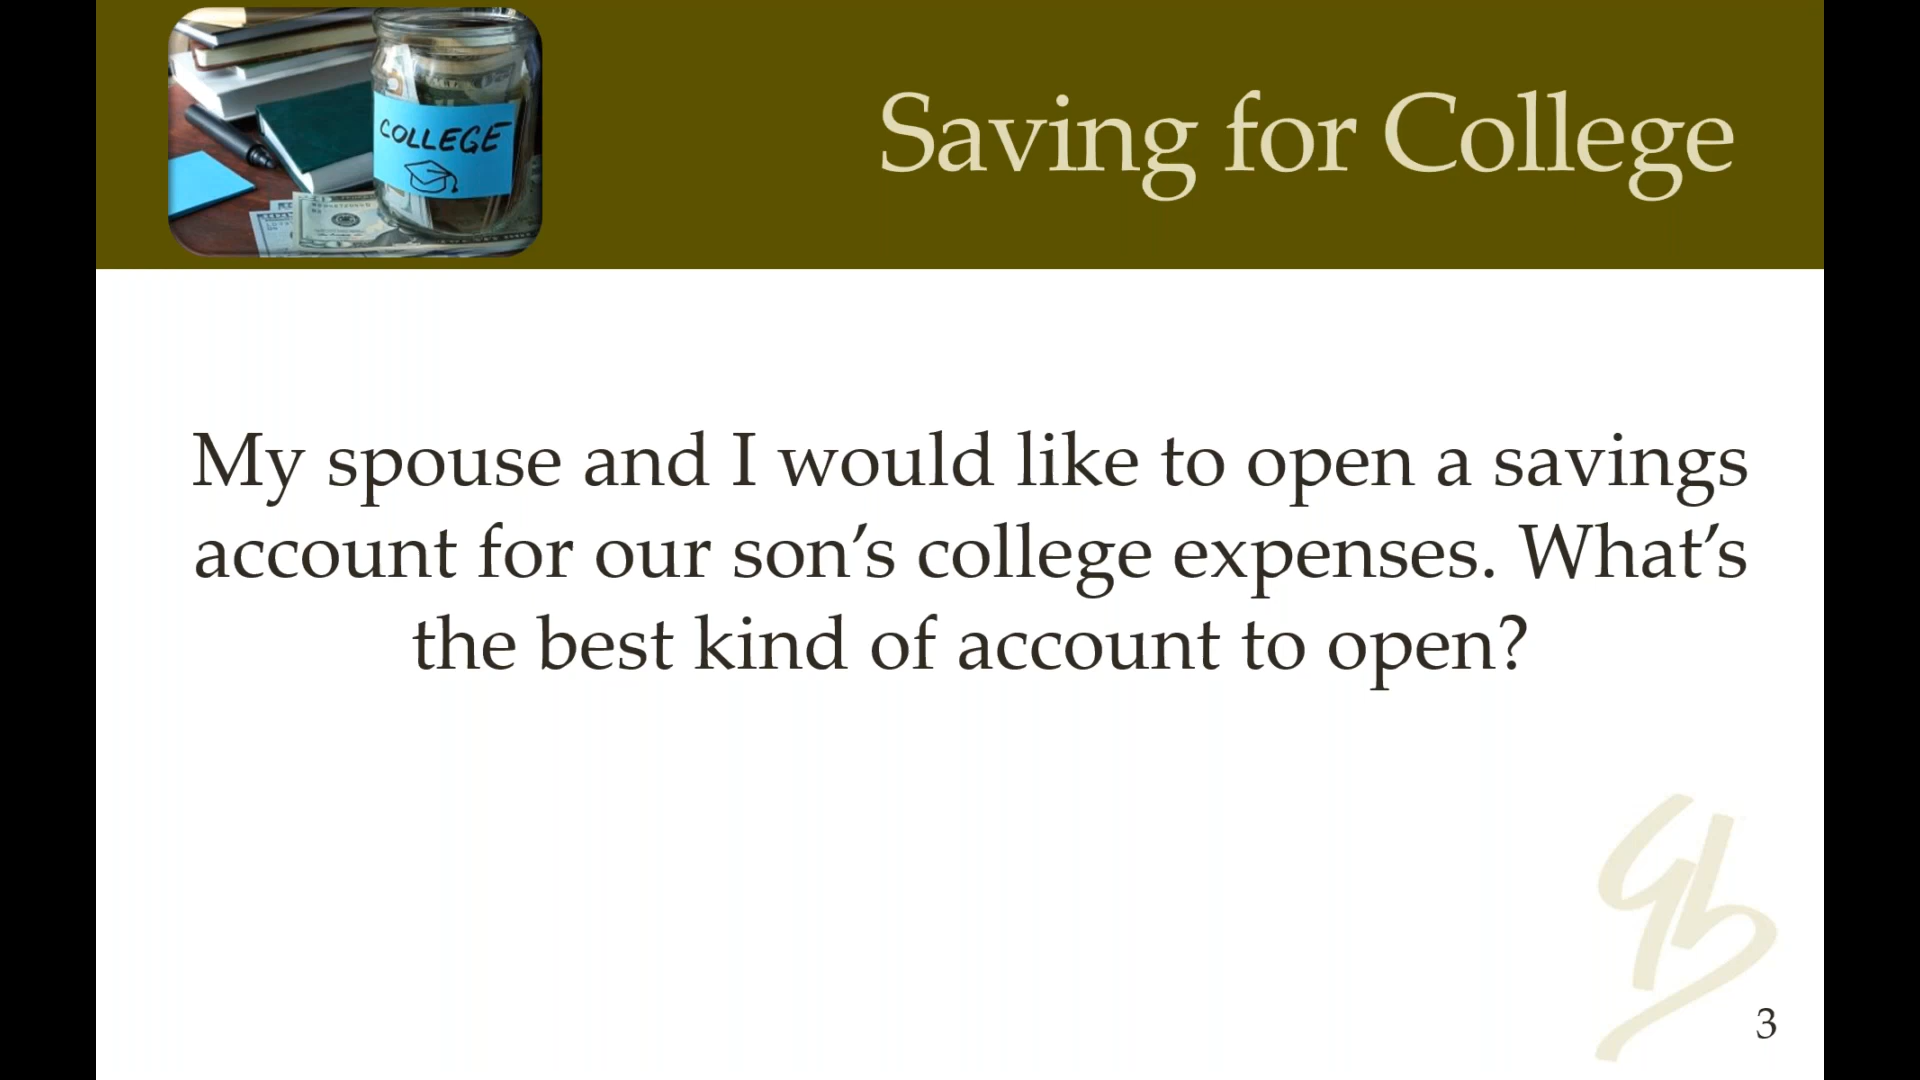 COLLEGE
Saving for College
My spouse and I would like to open a savings
account for our son’s college expenses. What’s
the best kind of account to open?
3